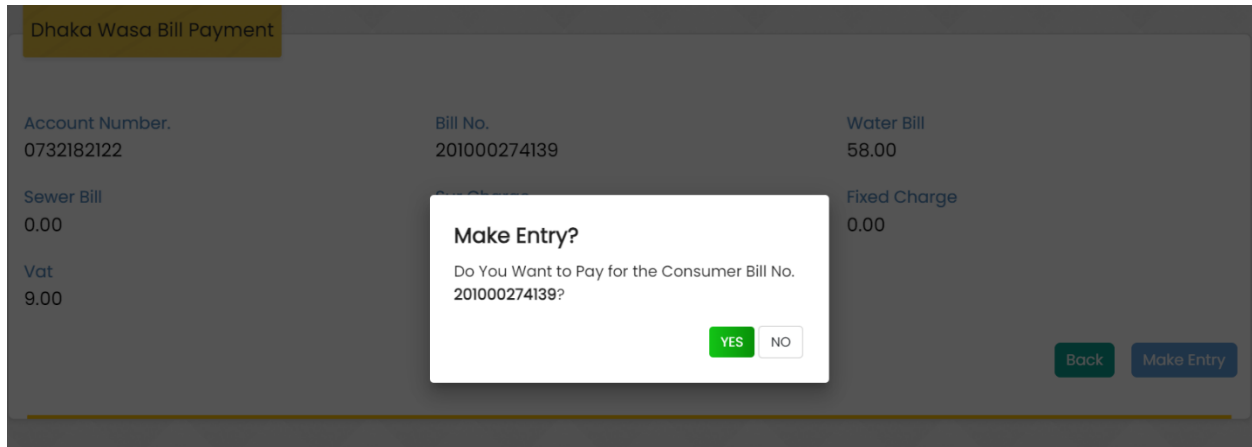 Dhaka Wasa Bill Payment
Account Number.
0732182122
Bill No.
201000274139
Water Bill
58.00
Sewer Bill
0.00
Sur Charge
Fixed Charge
0.00
Vat
9.00
Make Entry?
Do You Want to Pay for the Consumer Bill No.
201000274139?
YES
NO
Back
Make Entry